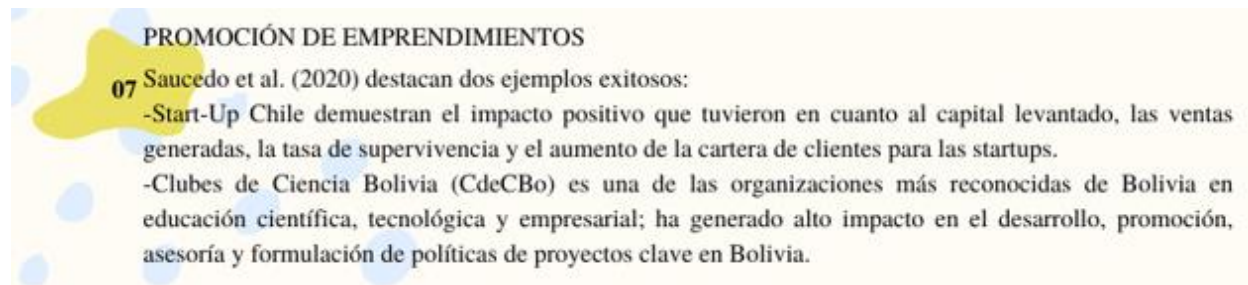 PROMOCIÓN DE EMPRENDIMIENTOS
07 Saucedo et al. (2020) destacan dos ejemplos exitosos:
-Start-Up Chile demuestran el impacto positivo que tuvieron en cuanto al capital levantado, las ventas
generadas, la tasa de supervivencia y el aumento de la cartera de clientes para las startups.
-Clubes de Ciencia Bolivia (CdeCBo) es una de las organizaciones más reconocidas de Bolivia en
educación científica, tecnológica y empresarial; ha generado alto impacto en el desarrollo, promoción,
asesoría y formulación de políticas de proyectos clave en Bolivia.